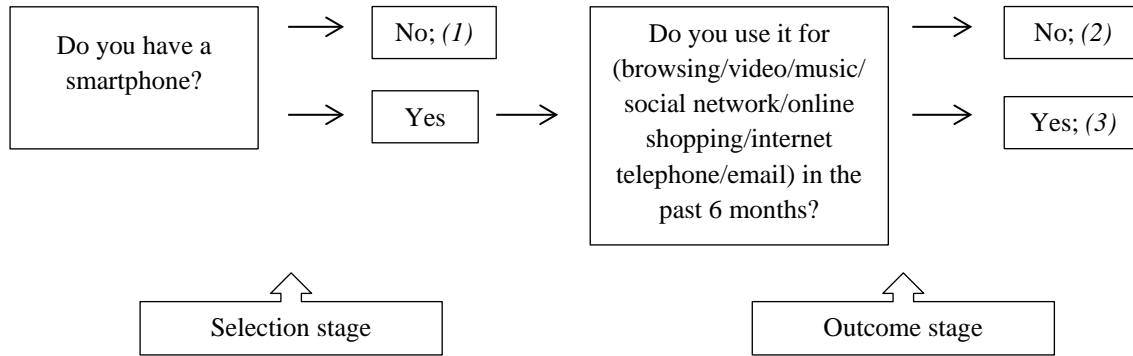 Do you have a
smartphone?
No; (1)
Yes
Do you use it for
(browsing/video/music/
social network/online
shopping/internet
telephone/email) in the
past 6 months?
No; (2)
Yes; (3)
Selection stage
Outcome stage